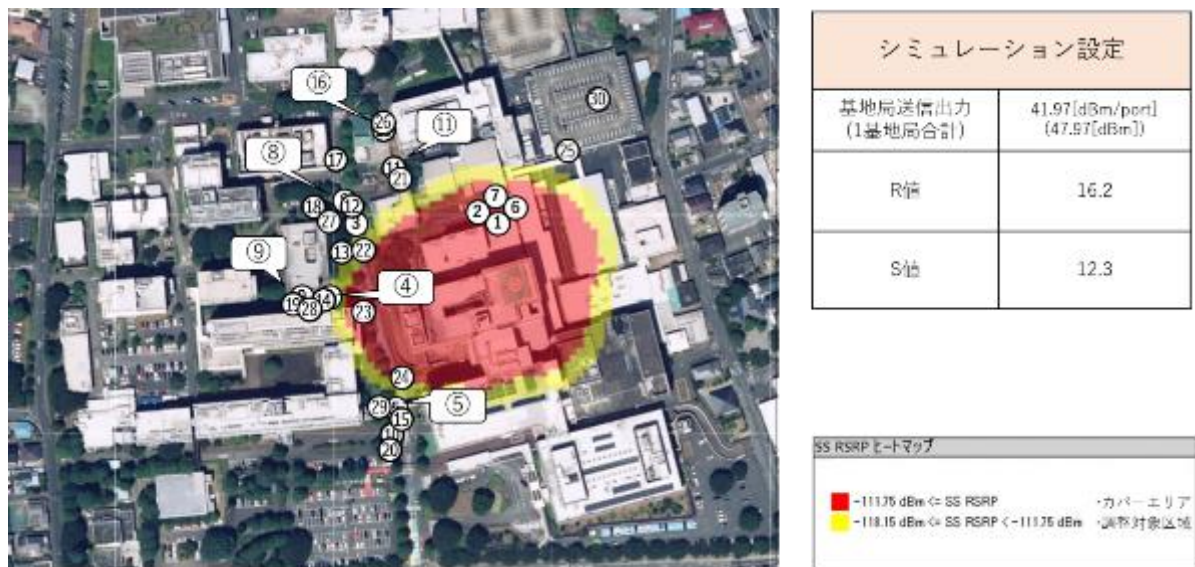 シミュレーション設定
基地局送信出力
(1基地局合計)
41.97[dBm/port]
(47.97[dBm])
R値
16.2
S値
12.3
⑯
26
30
⑪
⑧
17
11
21
25
7
18
12
2
6
27
3
1
⑨
13
22
④
19
14
28
23
24
⑤
29
15
20
SS RSRP ヒートマップ
-111.75 dBm <= SS RSRP
・カバーエリア
-118.15 dBm <= SS RSRP < -111.75 dBm
・調整対象区域